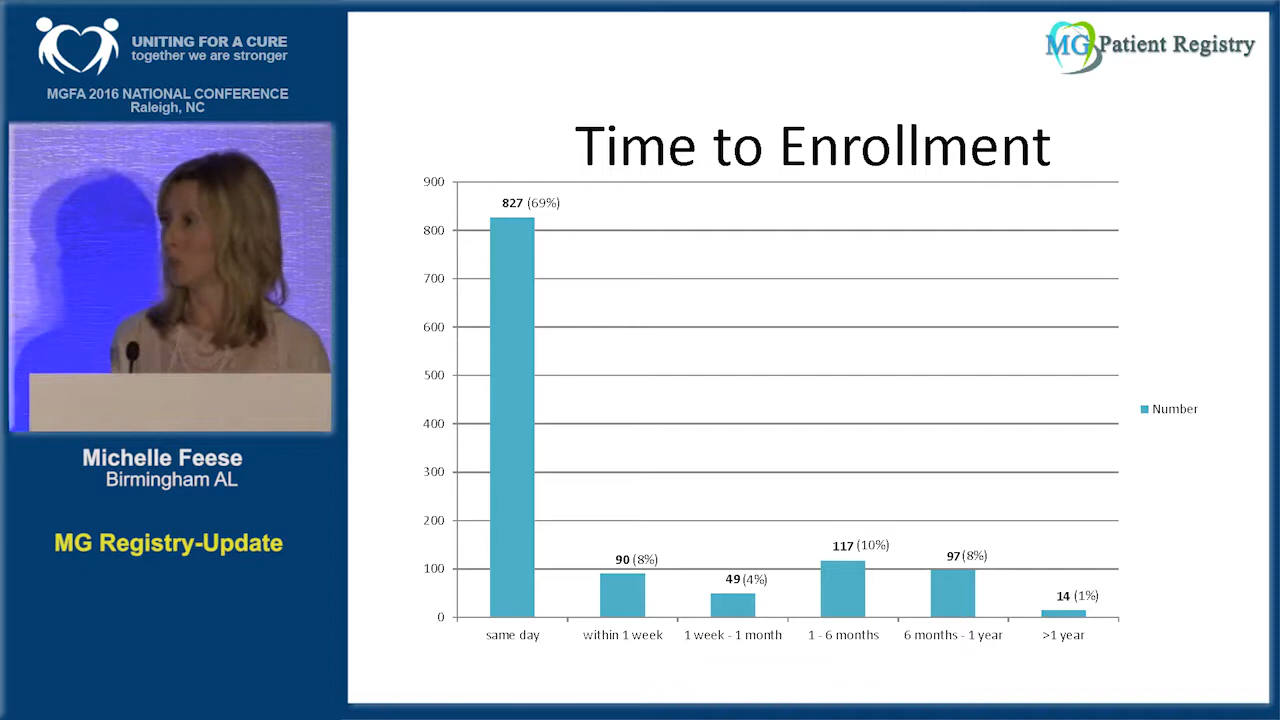 UNITING FOR A CURE
together we are stronger
MGFA 2016 NATIONAL CONFERENCE
Raleigh, NC
Michelle Feese
Birmingham AL
MG Registry-Update
MG Patient Registry
Time to Enrollment
900
800
700
600
500
400
300
200
100
0
827 (69%)
90 (8%)
49 (4%)
117 (10%)
97 (8%)
14 (1%)
same day
within 1 week
1 week - 1 month
1 - 6 months
6 months - 1 year
>1 year
Number